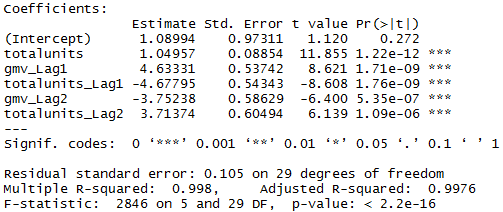 Coefficients:
Estimate Std. Error t value Pr(>|t|)
(Intercept) 1.08994 0.97311 1.120 0.272
totalunits 1.04957 0.08854 11.855 1.22e-12 ***
gmv_Lag1 4.63331 0.53742 8.621 1.71e-09 ***
totalunits_Lag1 -4.67795 0.54343 -8.608 1.76e-09 ***
gmv_Lag2 -3.75238 0.58629 -6.400 5.35e-07 ***
totalunits_Lag2 3.71374 0.60494 6.139 1.09e-06 ***
---
Signif. codes: 0 ‘***’ 0.001 ‘**’ 0.01 ‘*’ 0.05 ‘.’ 0.1 ‘ ’ 1
Residual standard error: 0.105 on 29 degrees of freedom
Multiple R-squared: 0.998, Adjusted R-squared: 0.9976
F-statistic: 2846 on 5 and 29 DF, p-value: < 2.2e-16